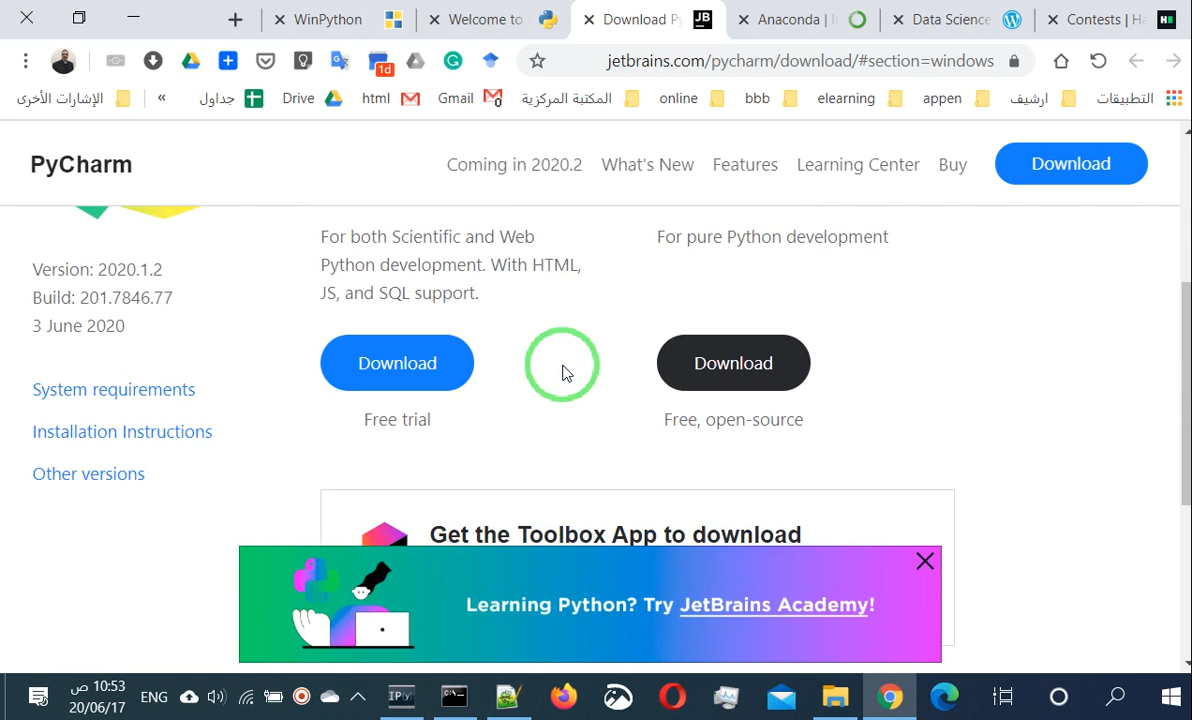 WinPython
Welcome to
Download Py
JB
Anaconda | I
Data Science
Contests | Ha
jetbrains.com/pycharm/download/#section=windows
1d
التطبيقات
ارشيف
appen
elearning
bbb
online
المكتبة المركزية
Gmail
html
Drive
جداول
»
الإشارات الأخرى
PyCharm
Coming in 2020.2
What's New
Features
Learning Center
Buy
Download
Version: 2020.1.2
Build: 201.7846.77
3 June 2020
System requirements
Installation Instructions
Other versions
For both Scientific and Web
Python development. With HTML,
JS, and SQL support.
Download
Free trial
For pure Python development
Download
Free, open-source
Get the Toolbox App to download
Learning Python? Try JetBrains Academy!
10:53 ص
20/06/17
ENG